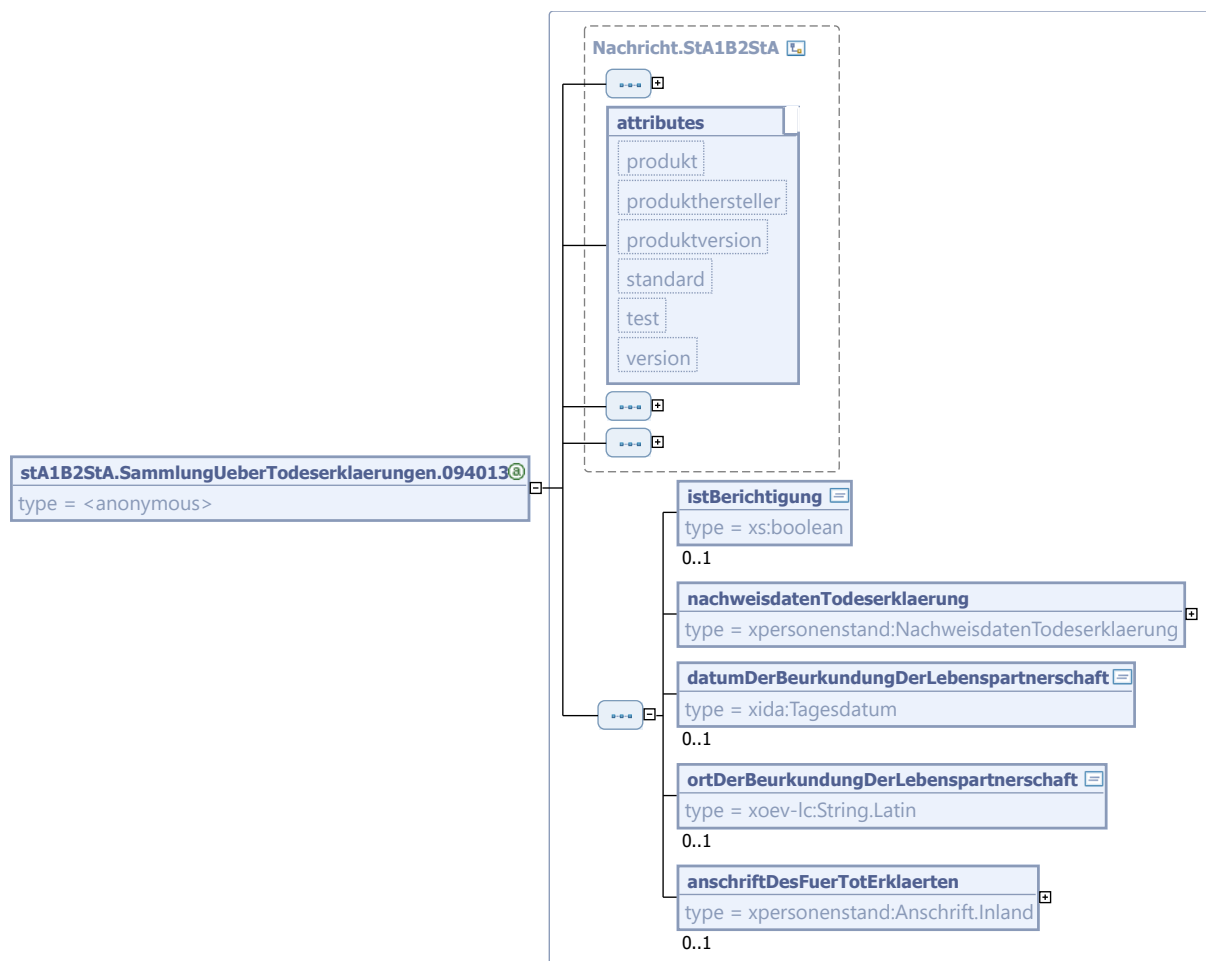 Nachricht.StA1B2StA
attributes
produkt
produkthersteller
produktversion
standard
test
version
stA1B2StA.SammlungUeberTodeserklaerungen.094013
type = <anonymous>
istBerichtigung
type = xs:boolean
0..1
nachweisdatenTodeserklaerung
type = xpersonenstand:NachweisdatenTodeserklaerung
datumDerBeurkundungDerLebenspartnerschaft
type = xida:Tagesdatum
0..1
ortDerBeurkundungDerLebenspartnerschaft
type = xoev-lc:String.Latin
0..1
anschriftDesFuerTotErklaerten
type = xpersonenstand:Anschrift.Inland
0..1